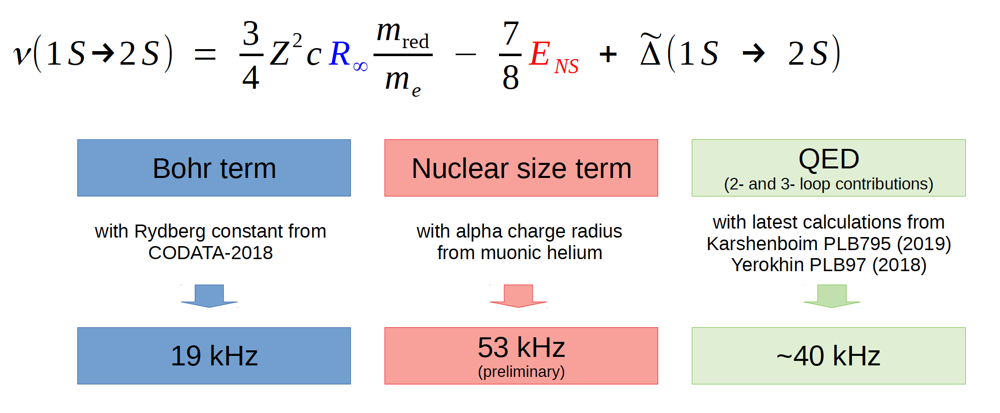 ν(1S→2S) = 3/4 Z² c R∞ m_red/m_e − 7/8 E_NS + Δ̃(1S → 2S)
Bohr term
Nuclear size term
QED
(2- and 3- loop contributions)
with Rydberg constant from
CODATA-2018
with alpha charge radius
from muonic helium
with latest calculations from
Karshenboim PLB795 (2019)
Yerokhin PLB97 (2018)
19 kHz
53 kHz
(preliminary)
~40 kHz